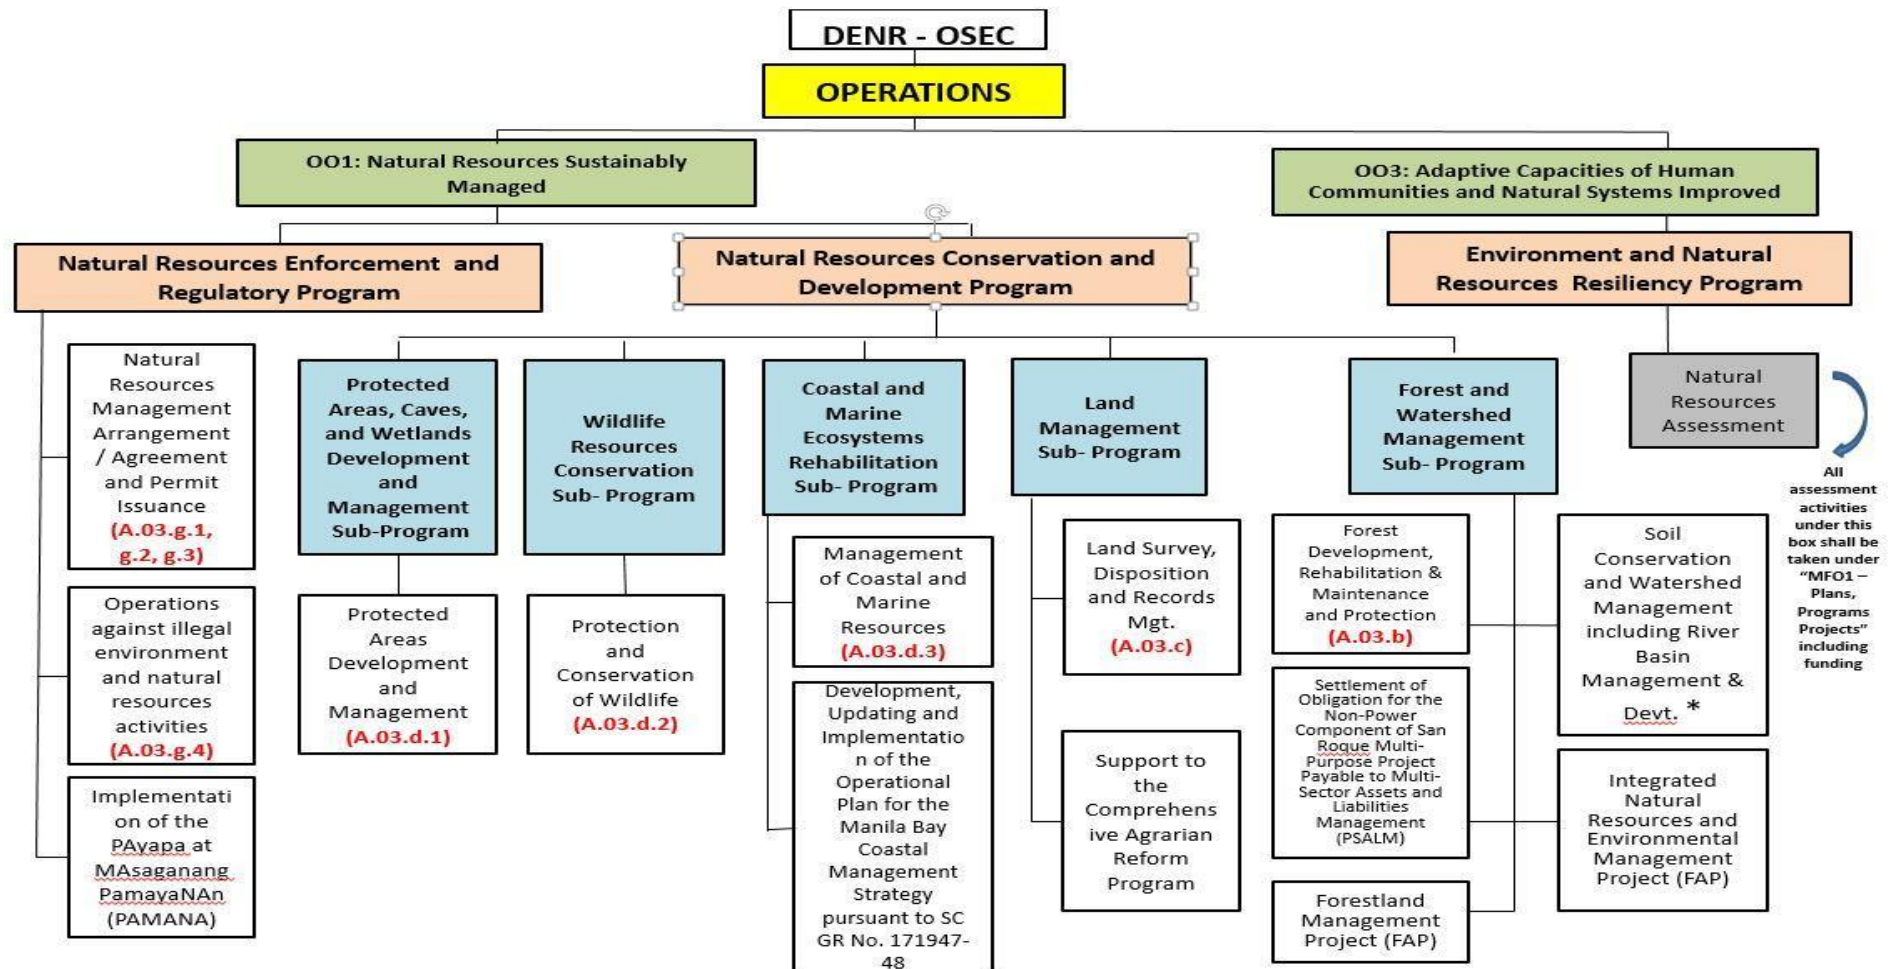 DENR - OSEC
OPERATIONS
OO1: Natural Resources Sustainably
Managed
OO3: Adaptive Capacities of Human
Communities and Natural Systems Improved
Natural Resources Enforcement and
Regulatory Program
Natural Resources Conservation and
Development Program
Environment and Natural
Resources Resiliency Program
Natural
Resources
Management
Arrangement
/ Agreement
and Permit
Issuance
(A.03.g.1,
g.2, g.3)
Operations
against illegal
environment
and natural
resources
activities
(A.03.g.4)
Implementati
on of the
PAyapa at
MAsaganang
PamayaNAn
(PAMANA)
Protected
Areas, Caves,
and Wetlands
Development
and
Management
Sub-Program
Protected
Areas
Development
and
Management
(A.03.d.1)
Wildlife
Resources
Conservation
Sub- Program
Protection
and
Conservation
of Wildlife
(A.03.d.2)
Coastal and
Marine
Ecosystems
Rehabilitation
Sub- Program
Management
of Coastal and
Marine
Resources
(A.03.d.3)
Development,
Updating and
Implementatio
n of the
Operational
Plan for the
Manila Bay
Coastal
Management
Strategy
pursuant to SC
GR No. 171947-
48
Land
Management
Sub- Program
Land Survey,
Disposition
and Records
Mgt.
(A.03.c)
Support to
the
Comprehens
ive Agrarian
Reform
Program
Forest and
Watershed
Management
Sub- Program
Forest
Development,
Rehabilitation &
Maintenance
and Protection
(A.03.b)
Settlement of
Obligation for the
Non-Power
Component of San
Roque Multi-
Purpose Project
Payable to Multi-
Sector Assets and
Liabilities
Management
(PSALM)
Forestland
Management
Project (FAP)
Soil
Conservation
and Watershed
Management
including River
Basin
Management &
Devt. *
Integrated
Natural
Resources and
Environmental
Management
Project (FAP)
Natural
Resources
Assessment
All
assessment
activities
under this
box shall be
taken under
“MFO1 –
Plans,
Programs
Projects”
including
funding